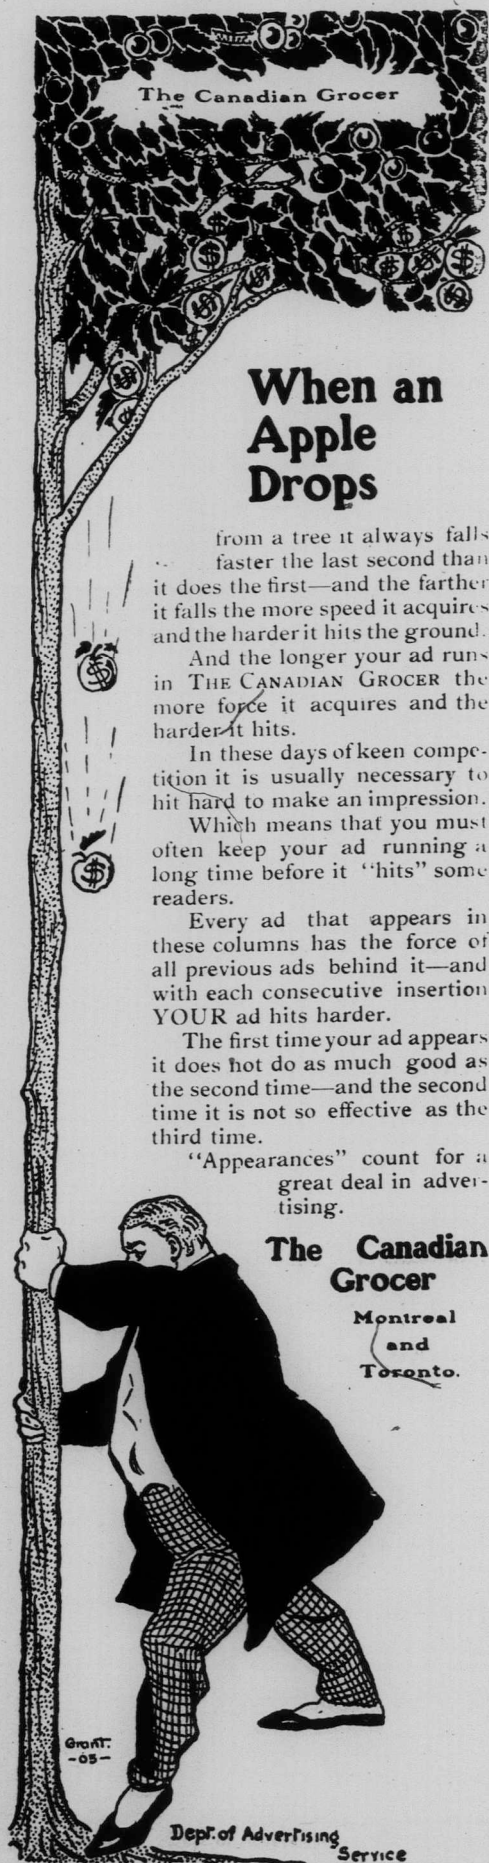 The Canadian Grocer
$
$
$
$
$
$
$
$
$
When an
Apple
Drops
from a tree it always falls
faster the last second than
it does the first—and the farther
it falls the more speed it acquires
and the harder it hits the ground.
And the longer your ad runs
in THE CANADIAN GROCER the
more force it acquires and the
harder it hits.
In these days of keen compe-
tition it is usually necessary to
hit hard to make an impression.
Which means that you must
often keep your ad running a
long time before it "hits" some
readers.
Every ad that appears in
these columns has the force of
all previous ads behind it—and
with each consecutive insertion
YOUR ad hits harder.
The first time your ad appears
it does not do as much good as
the second time—and the second
time it is not so effective as the
third time.
"Appearances" count for a
great deal in adver-
tising.
$
$
The Canadian
Grocer
Montreal
and
Toronto.
Grant.
-05-
Dept. of Advertising
Service